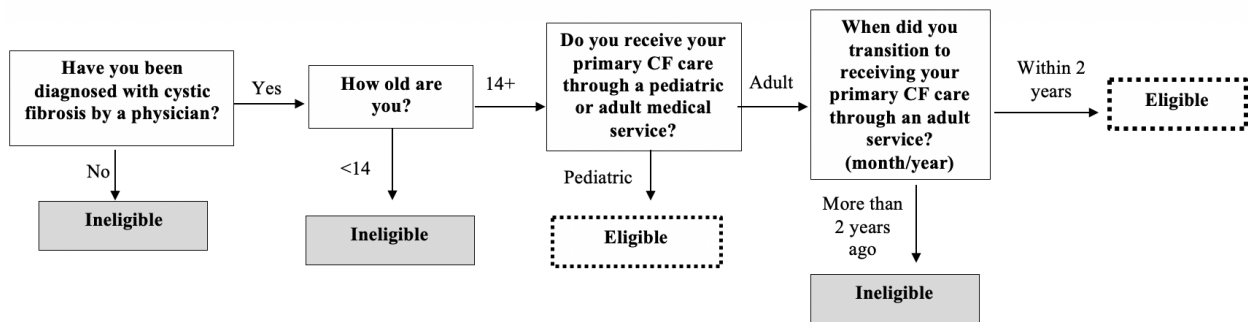 Have you been
diagnosed with cystic
fibrosis by a physician?
Yes
No
Ineligible
How old are
you?
14+
<14
Ineligible
Do you receive your
primary CF care
through a pediatric
or adult medical
service?
Adult
Pediatric
Eligible
When did you
transition to
receiving your
primary CF care
through an adult
service?
(month/year)
Within 2
years
Eligible
More than
2 years
ago
Ineligible